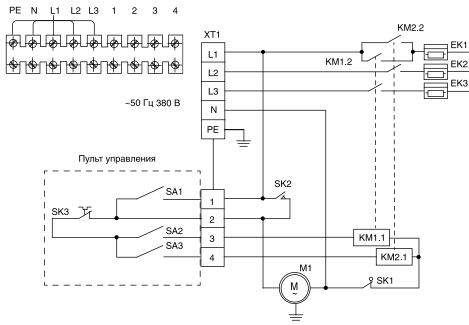 PE N L1 L2 L3 1 2 3 4
~50 Гц 380 В
XT1
L1
L2
L3
N
PE
KM2.2
KM1.2
EK1
EK2
EK3
Пульт управления
SK3
SA1
SA2
SA3
1
2
3
4
SK2
KM1.1
KM2.1
M1
M
~
SK1